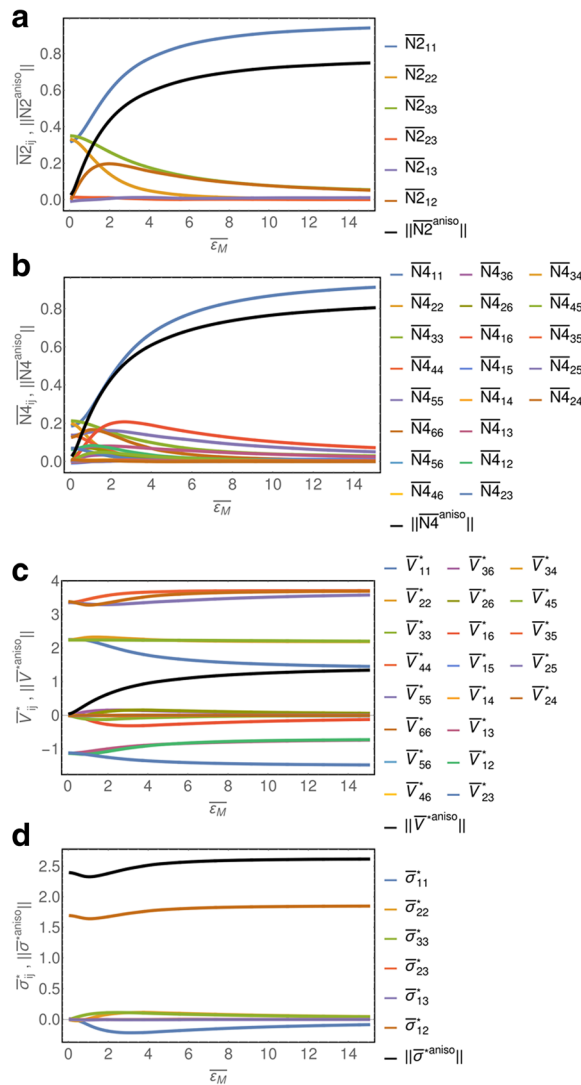 a
0.8
0.6
0.4
0.2
0.0
0 2 4 6 8 10 12 14
N2̅ᵢⱼ , ||N2̅ᵃⁿⁱˢᵒ||
ε_M̅
N2̅₁₁
N2̅₂₂
N2̅₃₃
N2̅₂₃
N2̅₁₃
N2̅₁₂
||N2̅ᵃⁿⁱˢᵒ||
b
0.8
0.6
0.4
0.2
0.0
0 2 4 6 8 10 12 14
N4̅ᵢⱼ , ||N4̅ᵃⁿⁱˢᵒ||
ε_M̅
N4̅₁₁ N4̅₃₆ N4̅₃₄
N4̅₂₂ N4̅₂₆ N4̅₄₅
N4̅₃₃ N4̅₁₆ N4̅₃₅
N4̅₄₄ N4̅₁₅ N4̅₂₅
N4̅₅₅ N4̅₁₄ N4̅₂₄
N4̅₆₆ N4̅₁₃
N4̅₅₆ N4̅₁₂
N4̅₄₆ N4̅₂₃
||N4̅ᵃⁿⁱˢᵒ||
c
4
3
2
1
0
−1
0 2 4 6 8 10 12 14
V̅*ᵢⱼ , ||V̅*ᵃⁿⁱˢᵒ||
ε_M̅
V̅*₁₁ V̅*₃₆ V̅*₃₄
V̅*₂₂ V̅*₂₆ V̅*₄₅
V̅*₃₃ V̅*₁₆ V̅*₃₅
V̅*₄₄ V̅*₁₅ V̅*₂₅
V̅*₅₅ V̅*₁₄ V̅*₂₄
V̅*₆₆ V̅*₁₃
V̅*₅₆ V̅*₁₂
V̅*₄₆ V̅*₂₃
||V̅*ᵃⁿⁱˢᵒ||
d
2.5
2.0
1.5
1.0
0.5
0.0
0 2 4 6 8 10 12 14
σ̅*ᵢⱼ , ||σ̅*ᵃⁿⁱˢᵒ||
ε_M̅
σ̅*₁₁
σ̅*₂₂
σ̅*₃₃
σ̅*₂₃
σ̅*₁₃
σ̅*₁₂
||σ̅*ᵃⁿⁱˢᵒ||